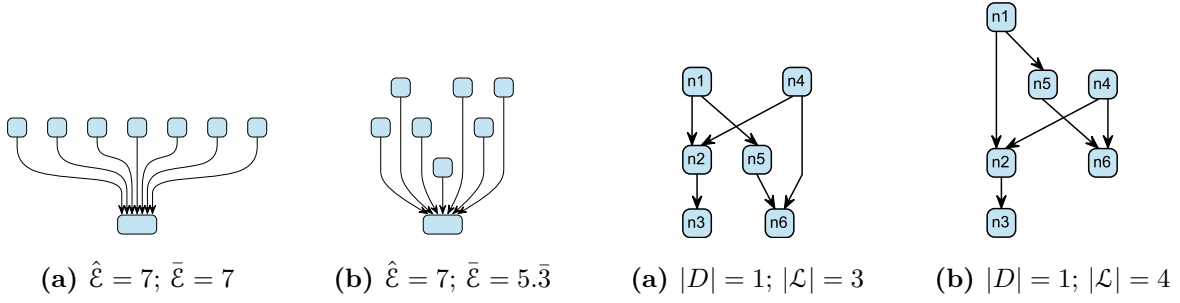 n1
n4
n2
n5
n3
n6
n1
n5
n4
n2
n6
n3
(a) ℰ̂ = 7; ℰ̄ = 7
(b) ℰ̂ = 7; ℰ̄ = 5.3̄
(a) |D| = 1; |ℒ| = 3
(b) |D| = 1; |ℒ| = 4